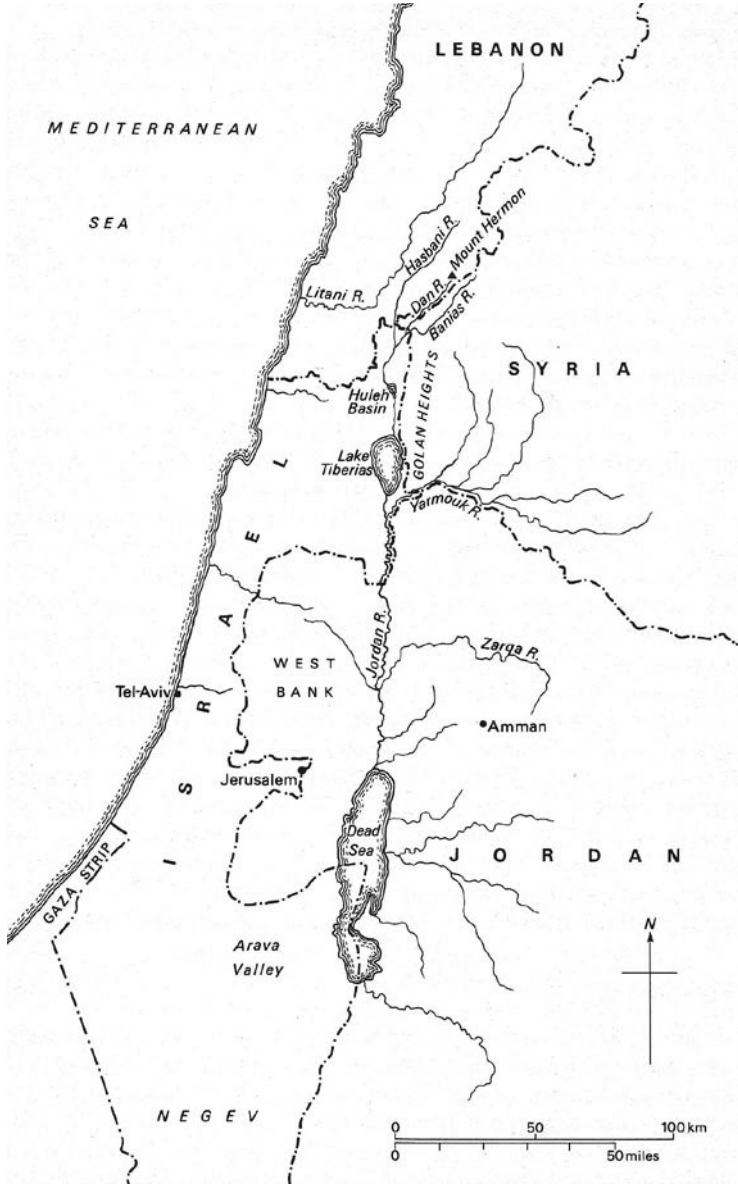 LEBANON
MEDITERRANEAN
SEA
Hasbani R.
Mount Hermon
Dan R.
Litani R.
Banias R.
SYRIA
GOLAN HEIGHTS
Huleh
Basin
Lake
Tiberias
Yarmouk R.
ISRAEL
Jordan R.
Zarqa R.
WEST
BANK
Tel-Aviv
Amman
Jerusalem
Dead
Sea
JORDAN
GAZA STRIP
Arava
Valley
N
NEGEV
0 50 100 km
0 50 miles